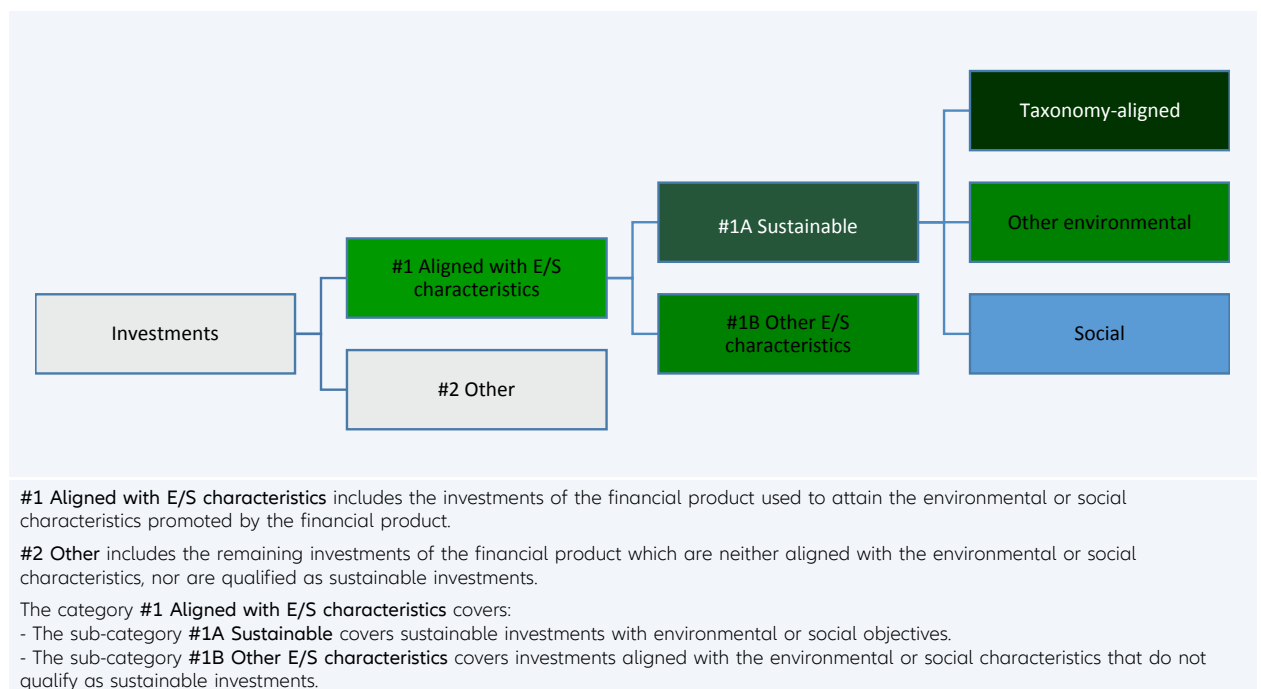 Taxonomy-aligned
#1A Sustainable
Other environmental
#1 Aligned with E/S
characteristics
Investments
#1B Other E/S
characteristics
Social
#2 Other
#1 Aligned with E/S characteristics includes the investments of the financial product used to attain the environmental or social
characteristics promoted by the financial product.
#2 Other includes the remaining investments of the financial product which are neither aligned with the environmental or social
characteristics, nor are qualified as sustainable investments.
The category #1 Aligned with E/S characteristics covers:
- The sub-category #1A Sustainable covers sustainable investments with environmental or social objectives.
- The sub-category #1B Other E/S characteristics covers investments aligned with the environmental or social characteristics that do not
qualify as sustainable investments.